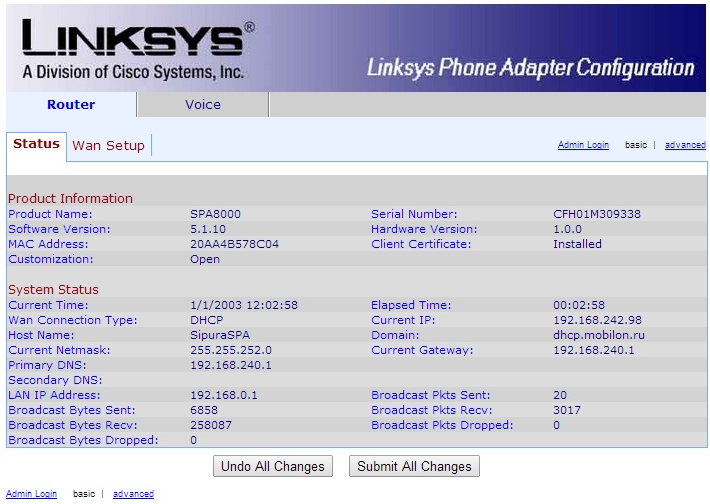 LINKSYS®
A Division of Cisco Systems, Inc.
Linksys Phone Adapter Configuration
Router Voice
Status Wan Setup Admin Login basic | advanced
Product Information
Product Name: SPA8000 Serial Number: CFH01M309338
Software Version: 5.1.10 Hardware Version: 1.0.0
MAC Address: 20AA4B578C04 Client Certificate: Installed
Customization: Open
System Status
Current Time: 1/1/2003 12:02:58 Elapsed Time: 00:02:58
Wan Connection Type: DHCP Current IP: 192.168.242.98
Host Name: SipuraSPA Domain: dhcp.mobilon.ru
Current Netmask: 255.255.252.0 Current Gateway: 192.168.240.1
Primary DNS: 192.168.240.1
Secondary DNS:
LAN IP Address: 192.168.0.1 Broadcast Pkts Sent: 20
Broadcast Bytes Sent: 6858 Broadcast Pkts Recv: 3017
Broadcast Bytes Recv: 258087 Broadcast Pkts Dropped: 0
Broadcast Bytes Dropped: 0
Undo All Changes Submit All Changes
Admin Login basic | advanced